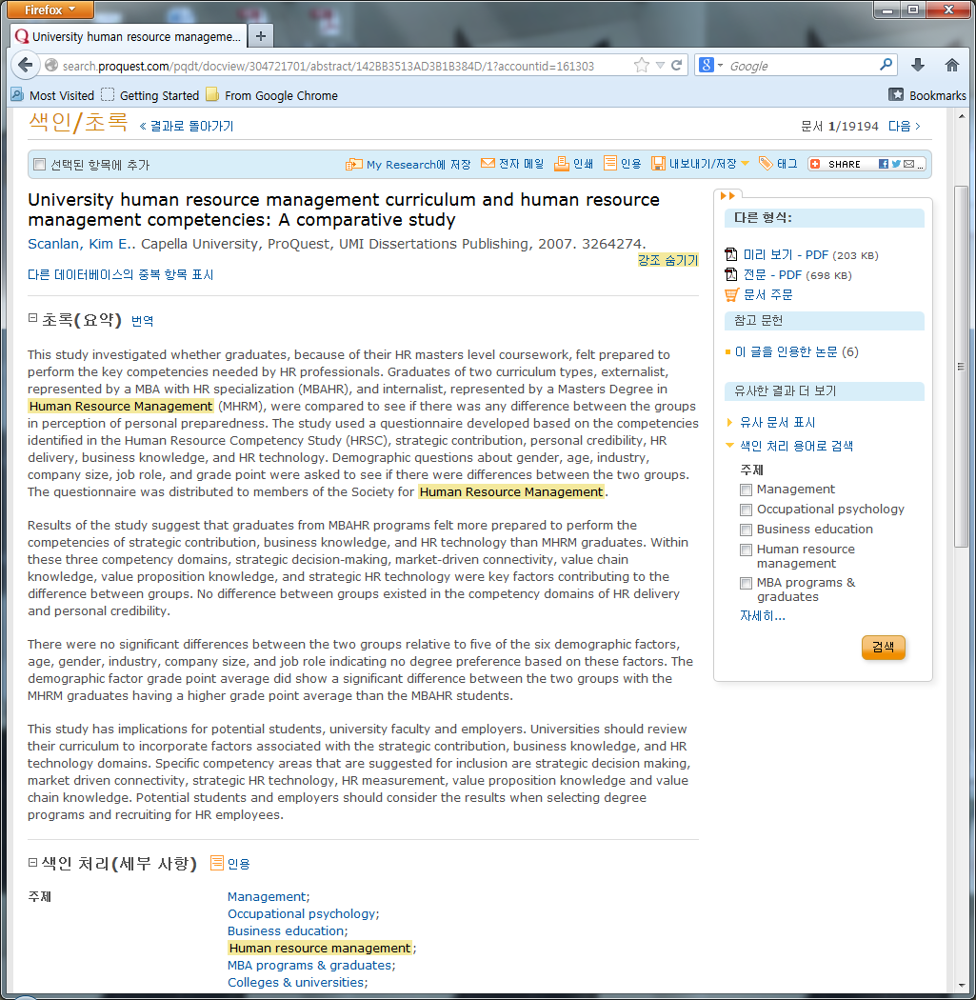 Firefox
University human resource manageme...
search.proquest.com/pqdt/docview/304721701/abstract/142BB3513AD3B1B384D/1?accountid=161303
Google
Most Visited Getting Started From Google Chrome Bookmarks
색인/초록 « 결과로 돌아가기 문서 1/19194 다음 >
선택된 항목에 추가 My Research에 저장 전자 메일 인쇄 인용 내보내기/저장 태그 SHARE ...
University human resource management curriculum and human resource
management competencies: A comparative study
Scanlan, Kim E.. Capella University, ProQuest, UMI Dissertations Publishing, 2007. 3264274.
강조 숨기기
다른 데이터베이스의 중복 항목 표시
초록(요약) 번역
This study investigated whether graduates, because of their HR masters level coursework, felt prepared to
perform the key competencies needed by HR professionals. Graduates of two curriculum types, externalist,
represented by a MBA with HR specialization (MBAHR), and internalist, represented by a Masters Degree in
Human Resource Management (MHRM), were compared to see if there was any difference between the groups
in perception of personal preparedness. The study used a questionnaire developed based on the competencies
identified in the Human Resource Competency Study (HRSC), strategic contribution, personal credibility, HR
delivery, business knowledge, and HR technology. Demographic questions about gender, age, industry,
company size, job role, and grade point were asked to see if there were differences between the two groups.
The questionnaire was distributed to members of the Society for Human Resource Management.
Results of the study suggest that graduates from MBAHR programs felt more prepared to perform the
competencies of strategic contribution, business knowledge, and HR technology than MHRM graduates. Within
these three competency domains, strategic decision-making, market-driven connectivity, value chain
knowledge, value proposition knowledge, and strategic HR technology were key factors contributing to the
difference between groups. No difference between groups existed in the competency domains of HR delivery
and personal credibility.
There were no significant differences between the two groups relative to five of the six demographic factors,
age, gender, industry, company size, and job role indicating no degree preference based on these factors. The
demographic factor grade point average did show a significant difference between the two groups with the
MHRM graduates having a higher grade point average than the MBAHR students.
This study has implications for potential students, university faculty and employers. Universities should review
their curriculum to incorporate factors associated with the strategic contribution, business knowledge, and HR
technology domains. Specific competency areas that are suggested for inclusion are strategic decision making,
market driven connectivity, strategic HR technology, HR measurement, value proposition knowledge and value
chain knowledge. Potential students and employers should consider the results when selecting degree
programs and recruiting for HR employees.
색인 처리(세부 사항) 인용
주제
Management;
Occupational psychology;
Business education;
Human resource management;
MBA programs & graduates;
Colleges & universities;
다른 형식:
미리 보기 - PDF (203 KB)
전문 - PDF (698 KB)
문서 주문
참고 문헌
이 글을 인용한 논문 (6)
유사한 결과 더 보기
유사 문서 표시
색인 처리 용어로 검색
주제
Management
Occupational psychology
Business education
Human resource
management
MBA programs &
graduates
자세히...
검색